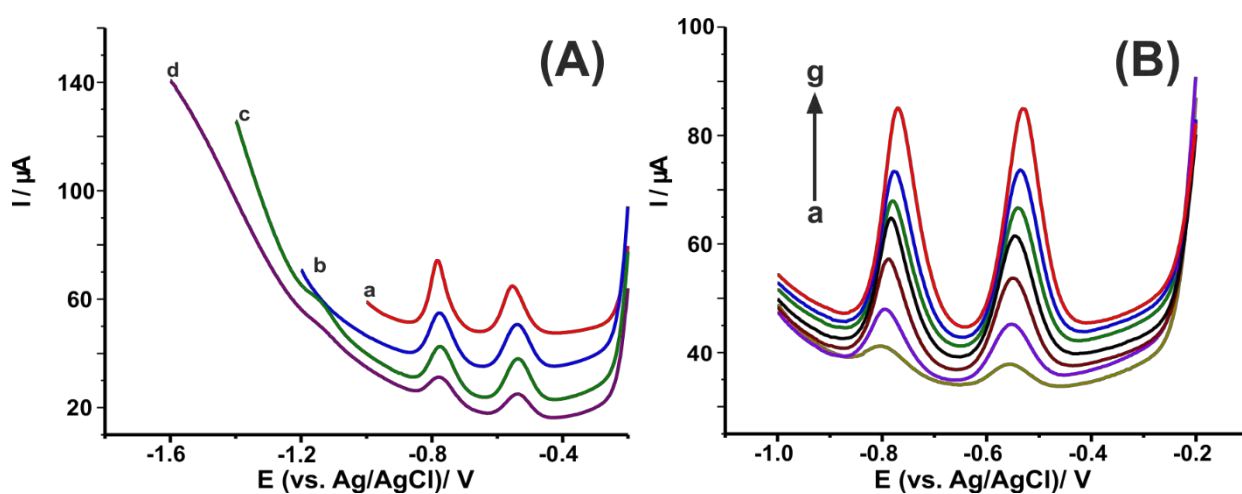 (A)
140
100
60
20
I / µA
d
c
b
a
-1.6
-1.2
-0.8
-0.4
E (vs. Ag/AgCl)/ V
(B)
100
80
60
40
I / µA
g
a
-1.0
-0.8
-0.6
-0.4
-0.2
E (vs. Ag/AgCl)/ V